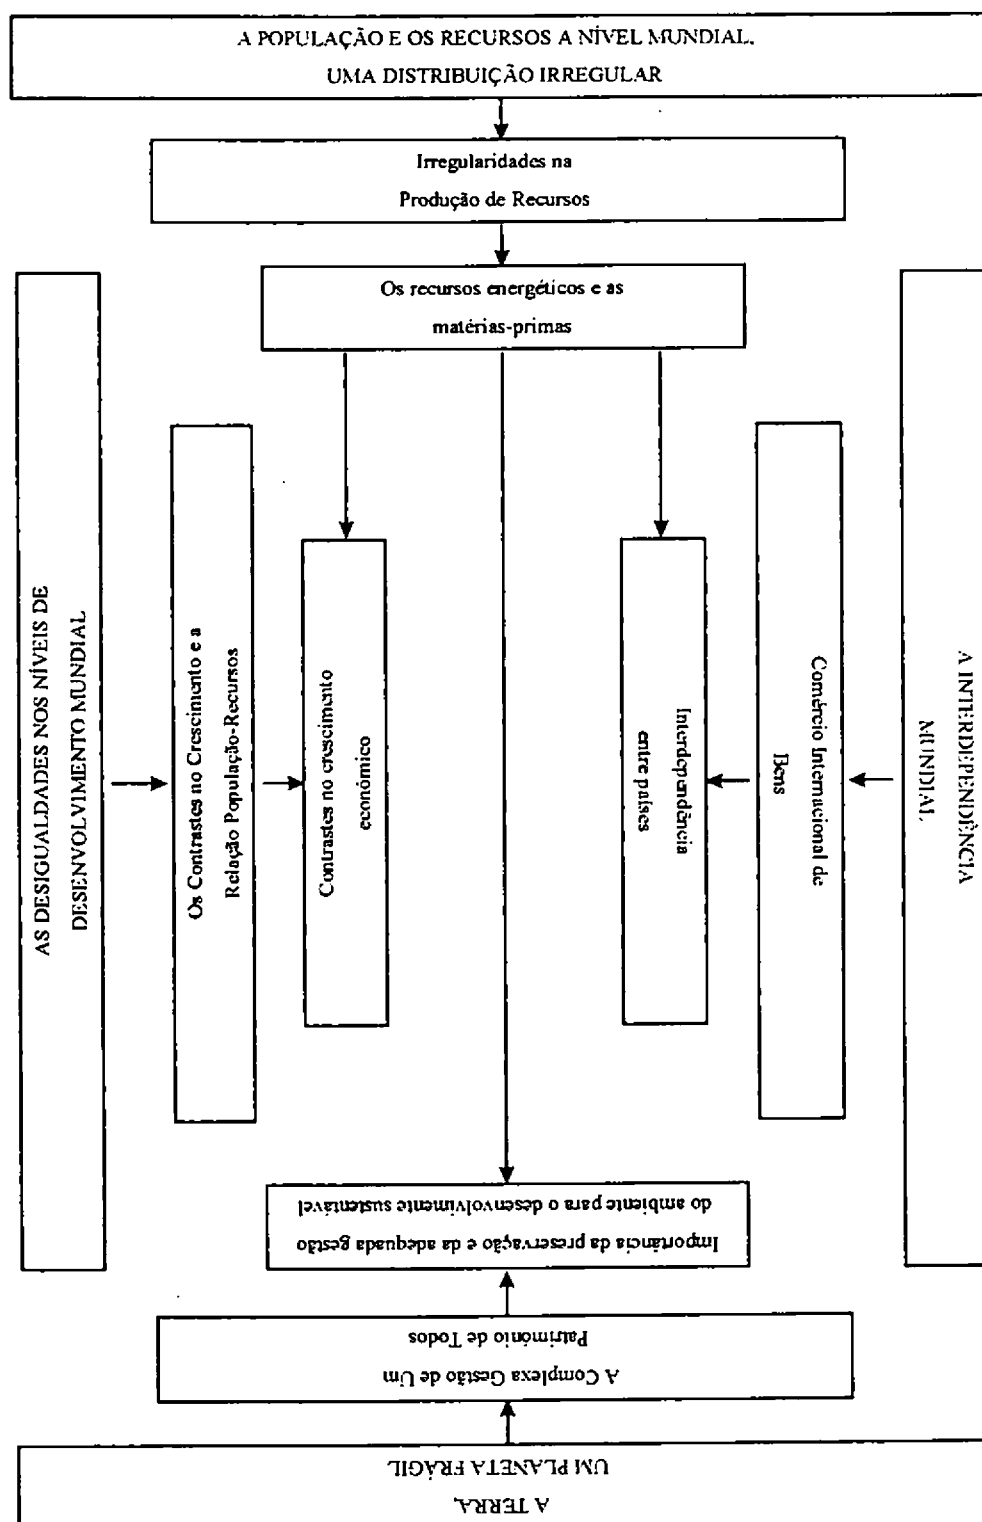 A POPULAÇÃO E OS RECURSOS A NÍVEL MUNDIAL.
UMA DISTRIBUIÇÃO IRREGULAR
Irregularidades na
Produção de Recursos
Os recursos energéticos e as
matérias-primas
AS DESIGUALDADES NOS NÍVEIS DE
DESENVOLVIMENTO MUNDIAL
Os Contrastes no Crescimento e a
Relação População-Recursos
Contrastes no crescimento
económico
Interdependência
entre países
Comércio Internacional de
Bens
A INTERDEPENDÊNCIA
MUNDIAL.
Importância da preservação e da adequada gestão
do ambiente para o desenvolvimente sustentável
A Complexa Gestão de Um
Património de Todos
A TERRA,
UM PLANETA FRÁGIL